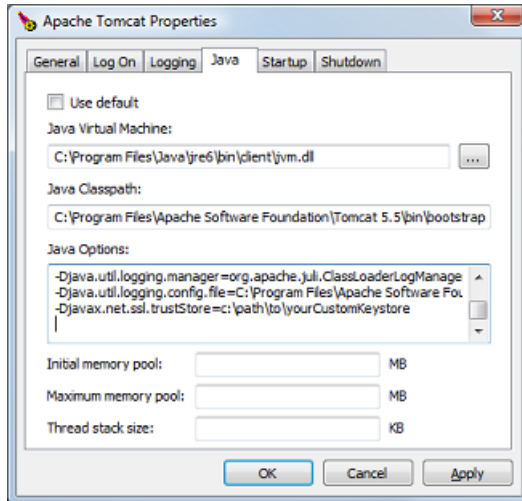 Apache Tomcat Properties
General Log On Logging Java Startup Shutdown
Use default
Java Virtual Machine:
C:\Program Files\Java\jre6\bin\client\jvm.dll
...
Java Classpath:
C:\Program Files\Apache Software Foundation\Tomcat 5.5\bin\bootstrap
Java Options:
-Djava.util.logging.manager=org.apache.juli.ClassLoaderLogManage
-Djava.util.logging.config.file=C:\Program Files\Apache Software Fou
-Djavax.net.ssl.trustStore=c:\path\to\yourCustomKeystore
Initial memory pool: MB
Maximum memory pool: MB
Thread stack size: KB
OK Cancel Apply